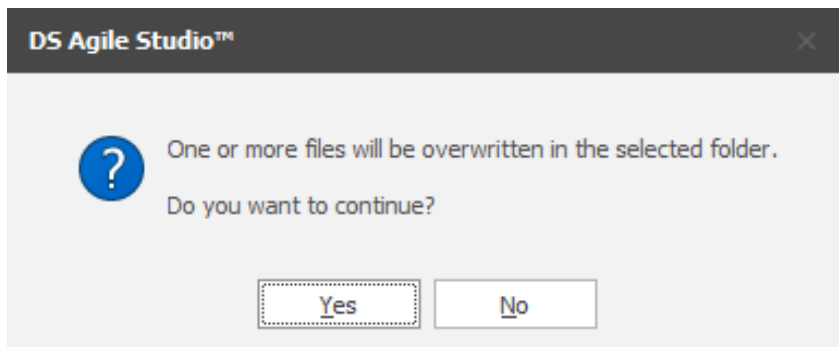 DS Agile Studio™
One or more files will be overwritten in the selected folder.
Do you want to continue?
Yes
No